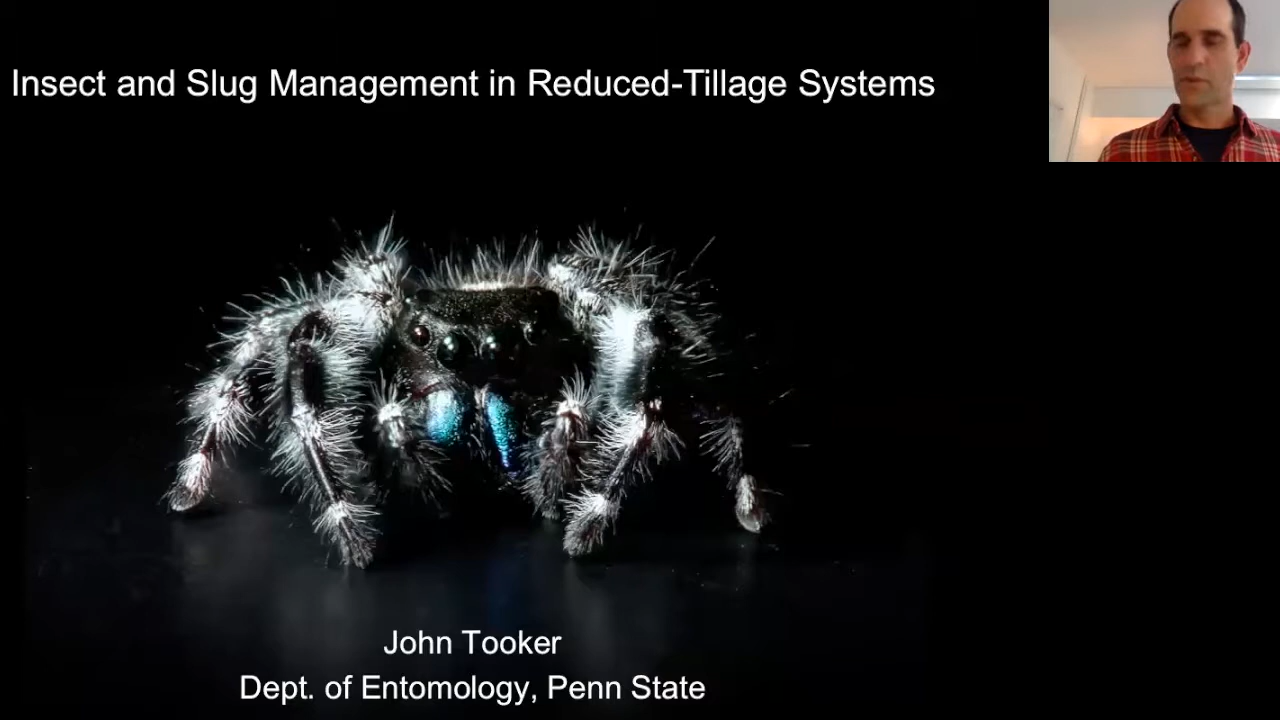 Insect and Slug Management in Reduced-Tillage Systems
John Tooker
Dept. of Entomology, Penn State